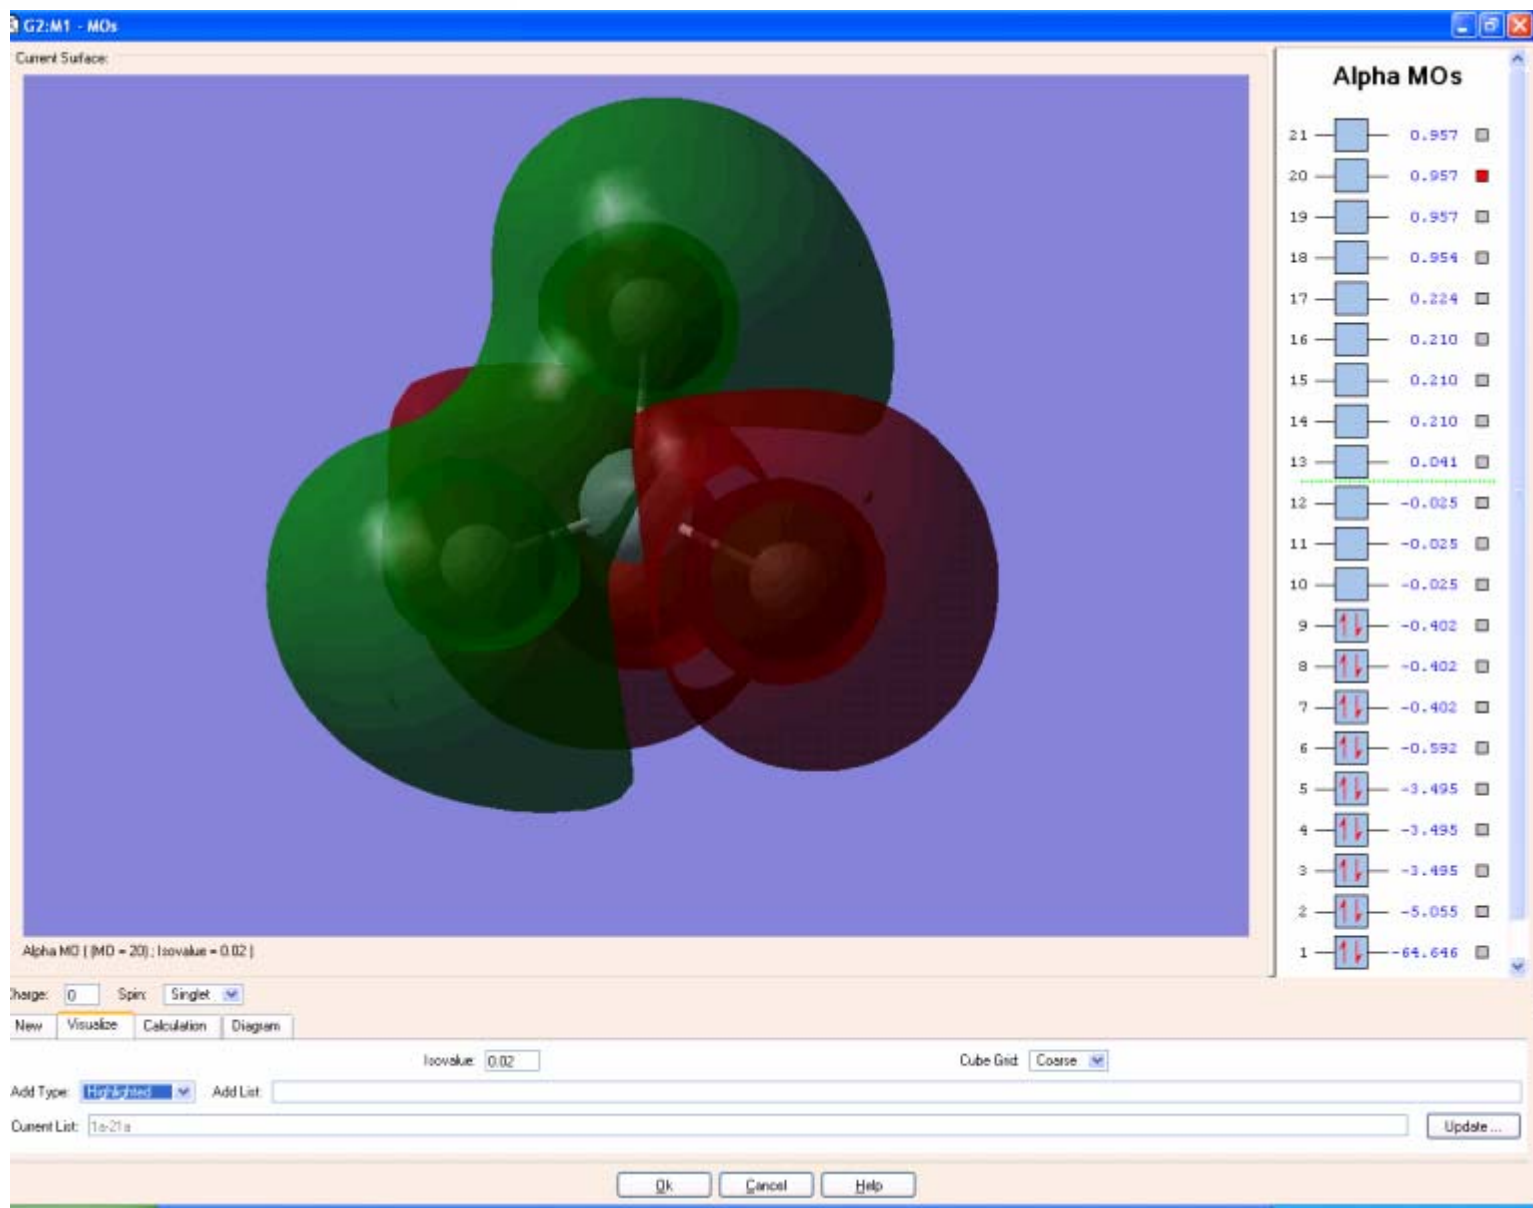 G2:M1 - MOs
Current Surface:
Alpha MOs
21 0.957
20 0.957
19 0.957
18 0.954
17 0.224
16 0.210
15 0.210
14 0.210
13 0.041
12 -0.025
11 -0.025
10 -0.025
9 -0.402
8 -0.402
7 -0.402
6 -0.592
5 -3.495
4 -3.495
3 -3.495
2 -5.055
1 -64.646
Alpha MO ( (MO = 20) ; Isovalue = 0.02 )
Charge: 0 Spin: Singlet
New Visualize Calculation Diagram
Isovalue: 0.02 Cube Grid: Coarse
Add Type: Highlighted Add List:
Current List: 1a-21a Update ...
Ok Cancel Help